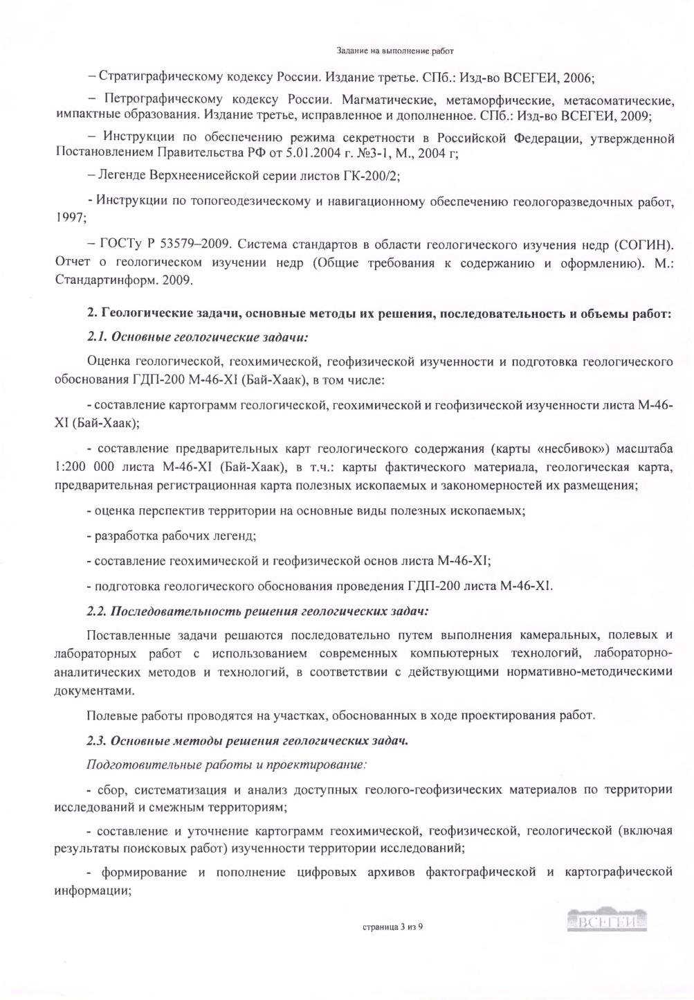 Задание на выполнение работ
– Стратиграфическому кодексу России. Издание третье. СПб.: Изд-во ВСЕГЕИ, 2006;
– Петрографическому кодексу России. Магматические, метаморфические, метасоматические,
импактные образования. Издание третье, исправленное и дополненное. СПб.: Изд-во ВСЕГЕИ, 2009;
– Инструкции по обеспечению режима секретности в Российской Федерации, утвержденной
Постановлением Правительства РФ от 5.01.2004 г. №3-1, М., 2004 г;
– Легенде Верхнеенисейской серии листов ГК-200/2;
- Инструкции по топогеодезическому и навигационному обеспечению геологоразведочных работ,
1997;
– ГОСТу Р 53579–2009. Система стандартов в области геологического изучения недр (СОГИН).
Отчет о геологическом изучении недр (Общие требования к содержанию и оформлению). М.:
Стандартинформ. 2009.
2. Геологические задачи, основные методы их решения, последовательность и объемы работ:
2.1. Основные геологические задачи:
Оценка геологической, геохимической, геофизической изученности и подготовка геологического
обоснования ГДП-200 М-46-XI (Бай-Хаак), в том числе:
- составление картограмм геологической, геохимической и геофизической изученности листа М-46-
XI (Бай-Хаак);
- составление предварительных карт геологического содержания (карты «несбивок») масштаба
1:200 000 листа М-46-XI (Бай-Хаак), в т.ч.: карты фактического материала, геологическая карта,
предварительная регистрационная карта полезных ископаемых и закономерностей их размещения;
- оценка перспектив территории на основные виды полезных ископаемых;
- разработка рабочих легенд;
- составление геохимической и геофизической основ листа М-46-XI;
- подготовка геологического обоснования проведения ГДП-200 листа М-46-XI.
2.2. Последовательность решения геологических задач:
Поставленные задачи решаются последовательно путем выполнения камеральных, полевых и
лабораторных работ с использованием современных компьютерных технологий, лабораторно-
аналитических методов и технологий, в соответствии с действующими нормативно-методическими
документами.
Полевые работы проводятся на участках, обоснованных в ходе проектирования работ.
2.3. Основные методы решения геологических задач.
Подготовительные работы и проектирование:
- сбор, систематизация и анализ доступных геолого-геофизических материалов по территории
исследований и смежным территориям;
- составление и уточнение картограмм геохимической, геофизической, геологической (включая
результаты поисковых работ) изученности территории исследований;
- формирование и пополнение цифровых архивов фактографической и картографической
информации;
ВСЕГЕИ
страница 3 из 9